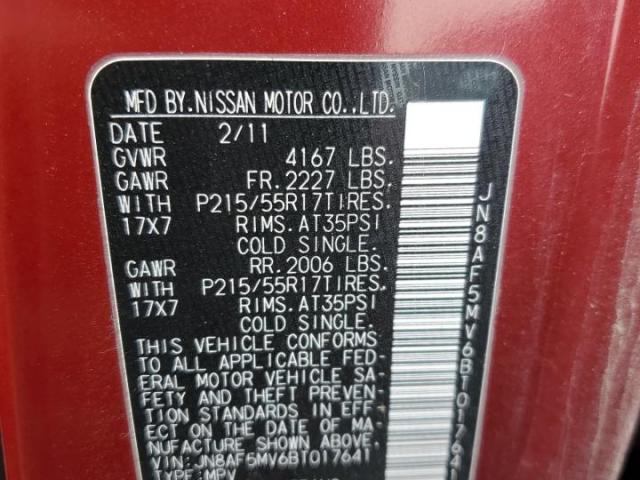 MFD BY.NISSAN MOTOR CO.,LTD.
DATE 2/11
GVWR 4167 LBS.
GAWR FR.2227 LBS.
WITH P215/55R17TIRES.
17X7 RIMS.AT35PSI
COLD SINGLE.
GAWR RR.2006 LBS.
WITH P215/55R17TIRES.
17X7 RIMS.AT35PSI
COLD SINGLE.
THIS VEHICLE CONFORMS
TO ALL APPLICABLE FED-
ERAL MOTOR VEHICLE SA-
FETY AND THEFT PREVEN-
TION STANDARDS IN EFF-
ECT ON THE DATE OF MA-
NUFACTURE SHOWN ABOVE.
VIN:JN8AF5MV6BT017641
TYPE:MPV
JN8AF5MV6BT017641